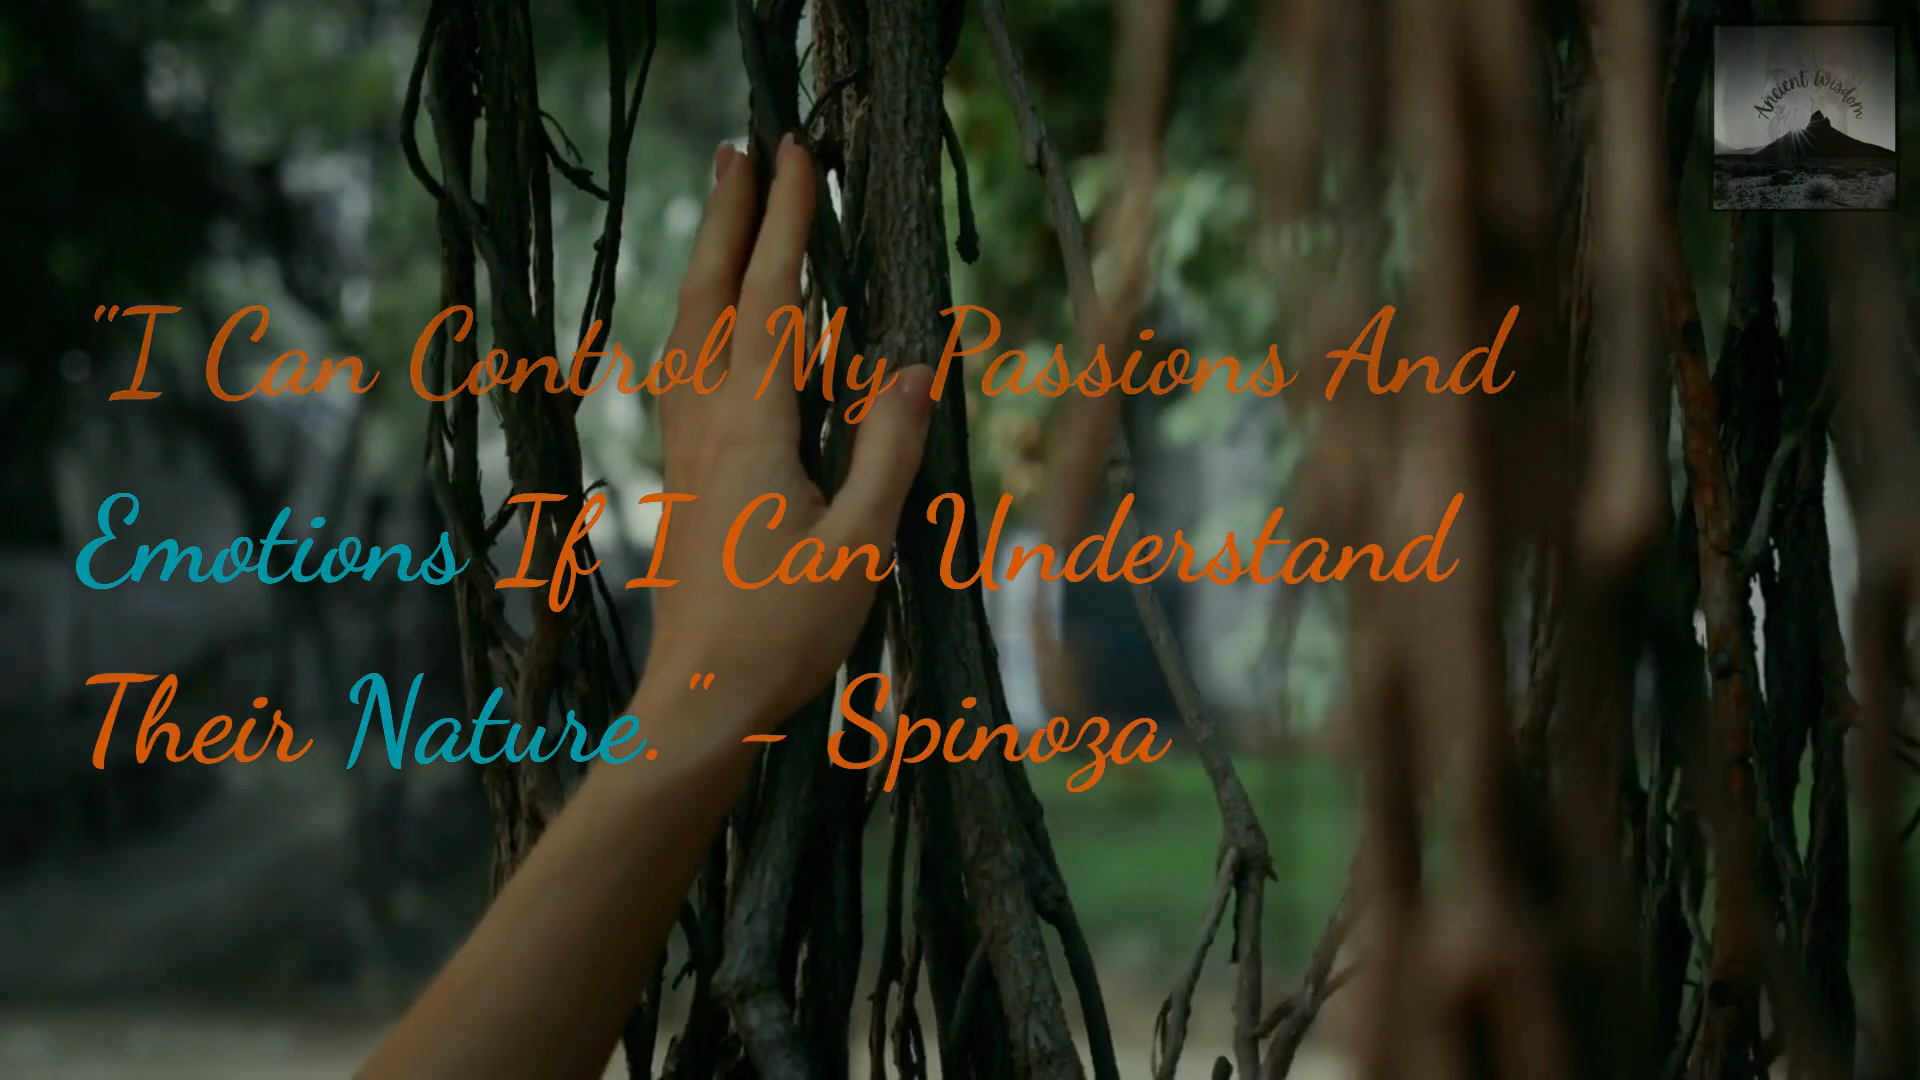 Ancient Wisdom
"I Can Control My Passions And
Emotions If I Can Understand
Their Nature." - Spinoza